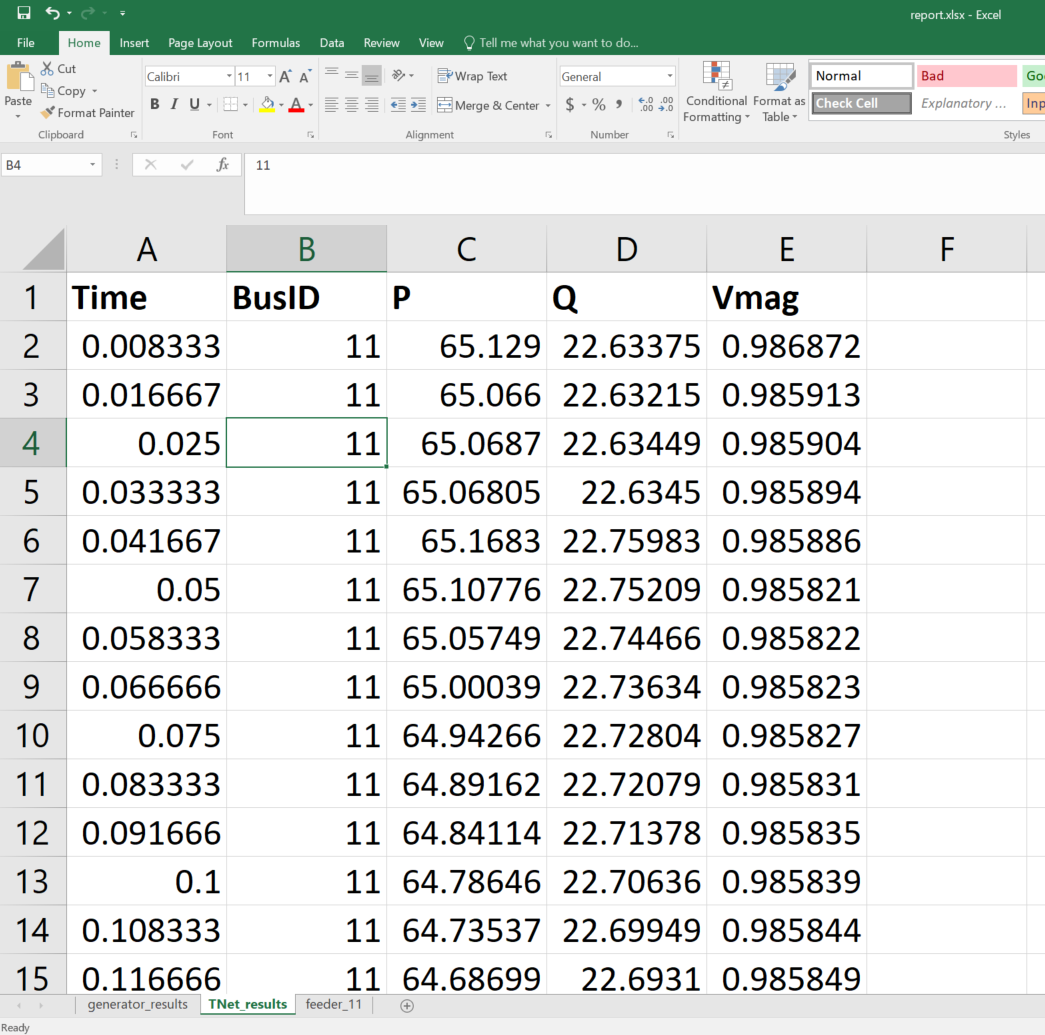 report.xlsx - Excel
File Home Insert Page Layout Formulas Data Review View Tell me what you want to do...
Paste Cut Copy Format Painter
Calibri 11 A A
B I U A
Wrap Text
Merge & Center
General
$ % ,
Conditional Formatting
Format as Table
Normal Bad
Check Cell Explanatory ...
Clipboard Font Alignment Number Styles
B4 fx 11
A B C D E F
1 Time BusID P Q Vmag
2 0.008333 11 65.129 22.63375 0.986872
3 0.016667 11 65.066 22.63215 0.985913
4 0.025 11 65.0687 22.63449 0.985904
5 0.033333 11 65.06805 22.6345 0.985894
6 0.041667 11 65.1683 22.75983 0.985886
7 0.05 11 65.10776 22.75209 0.985821
8 0.058333 11 65.05749 22.74466 0.985822
9 0.066666 11 65.00039 22.73634 0.985823
10 0.075 11 64.94266 22.72804 0.985827
11 0.083333 11 64.89162 22.72079 0.985831
12 0.091666 11 64.84114 22.71378 0.985835
13 0.1 11 64.78646 22.70636 0.985839
14 0.108333 11 64.73537 22.69949 0.985844
15 0.116666 11 64.68699 22.6931 0.985849
generator_results TNet_results feeder_11
Ready